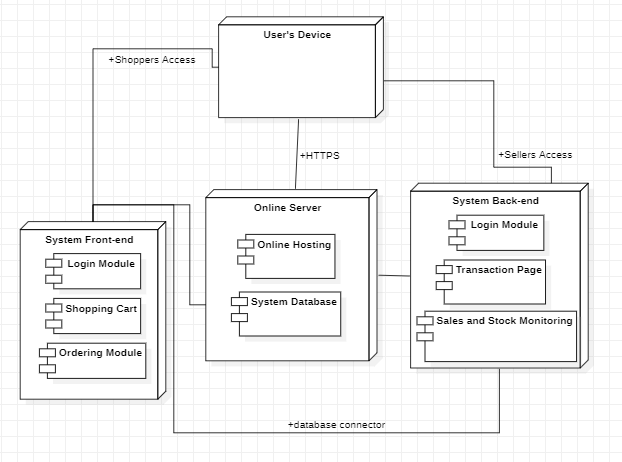 User's Device
+Shoppers Access
+HTTPS
+Sellers Access
System Front-end
Login Module
Shopping Cart
Ordering Module
Online Server
Online Hosting
System Database
System Back-end
Login Module
Transaction Page
Sales and Stock Monitoring
+database connector